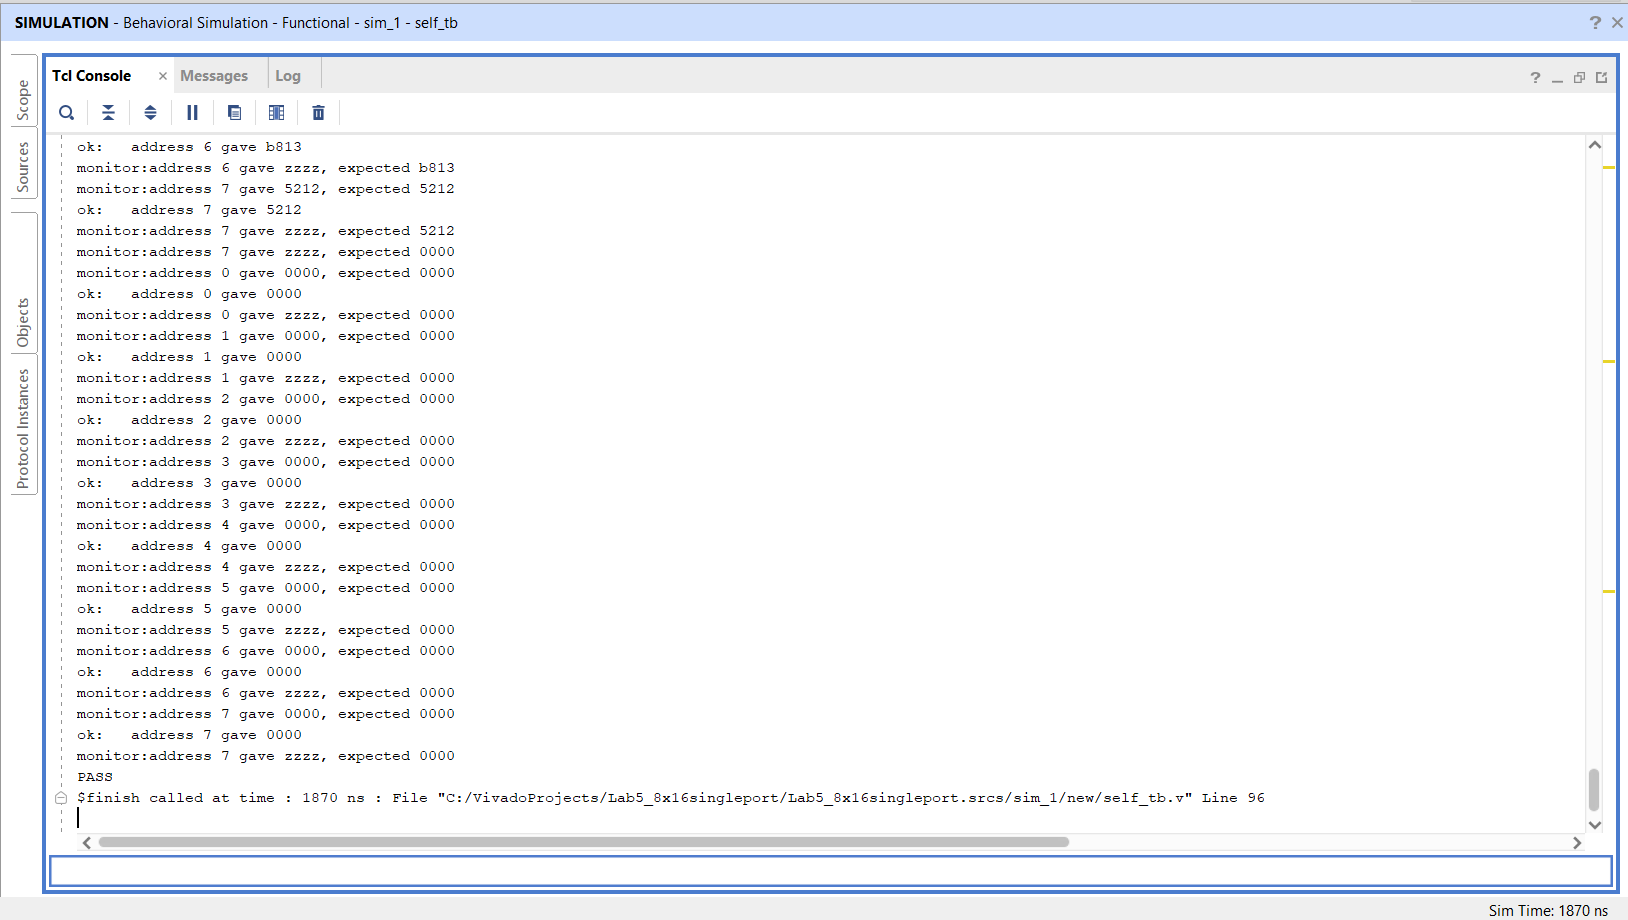 SIMULATION - Behavioral Simulation - Functional - sim_1 - self_tb
Scope
Sources
Objects
Protocol Instances
Tcl Console
Messages
Log
ok:   address 6 gave b813
monitor:address 6 gave zzzz, expected b813
monitor:address 7 gave 5212, expected 5212
ok:   address 7 gave 5212
monitor:address 7 gave zzzz, expected 5212
monitor:address 7 gave zzzz, expected 0000
monitor:address 0 gave 0000, expected 0000
ok:   address 0 gave 0000
monitor:address 0 gave zzzz, expected 0000
monitor:address 1 gave 0000, expected 0000
ok:   address 1 gave 0000
monitor:address 1 gave zzzz, expected 0000
monitor:address 2 gave 0000, expected 0000
ok:   address 2 gave 0000
monitor:address 2 gave zzzz, expected 0000
monitor:address 3 gave 0000, expected 0000
ok:   address 3 gave 0000
monitor:address 3 gave zzzz, expected 0000
monitor:address 4 gave 0000, expected 0000
ok:   address 4 gave 0000
monitor:address 4 gave zzzz, expected 0000
monitor:address 5 gave 0000, expected 0000
ok:   address 5 gave 0000
monitor:address 5 gave zzzz, expected 0000
monitor:address 6 gave 0000, expected 0000
ok:   address 6 gave 0000
monitor:address 6 gave zzzz, expected 0000
monitor:address 7 gave 0000, expected 0000
ok:   address 7 gave 0000
monitor:address 7 gave zzzz, expected 0000
PASS
$finish called at time : 1870 ns : File "C:/VivadoProjects/Lab5_8x16singleport/Lab5_8x16singleport.srcs/sim_1/new/self_tb.v" Line 96
Sim Time: 1870 ns